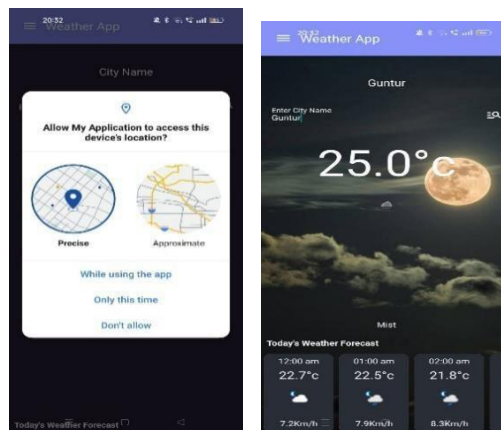 20:52
Weather App
City Name
Allow My Application to access this
device's location?
Precise
Approximate
While using the app
Only this time
Don't allow
Today's Weather Forecast
Weather App
Guntur
Enter City Name
Guntur
25.0°c
Mist
Today's Weather Forecast
12:00 am
01:00 am
02:00 am
22.7°c
22.5°c
21.8°c
7.2Km/h
7.9Km/h
8.3Km/h